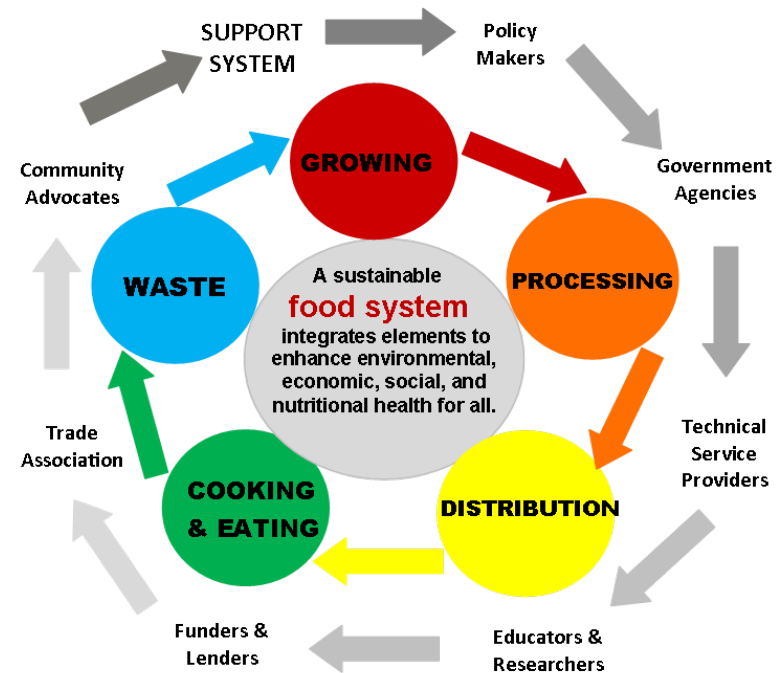 SUPPORT
SYSTEM
Policy
Makers
Government
Agencies
Technical
Service
Providers
Educators &
Researchers
Funders &
Lenders
Trade
Association
Community
Advocates
GROWING
PROCESSING
DISTRIBUTION
COOKING
& EATING
WASTE
A sustainable
food system
integrates elements to
enhance environmental,
economic, social, and
nutritional health for all.